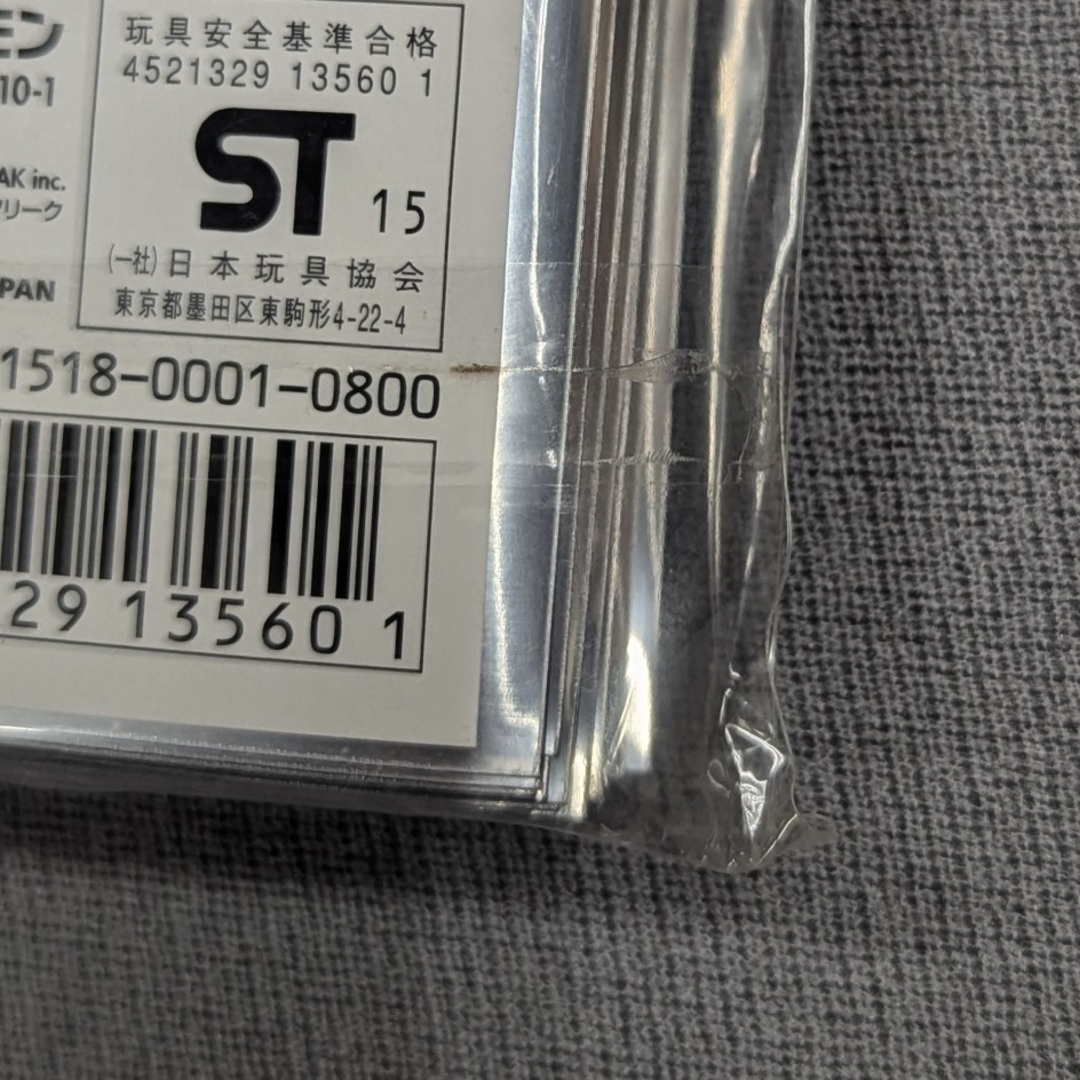 モン
玩具安全基準合格
4521329 13560 1
10-1
ST 15
AK inc.
フリーク
(一社)日本玩具協会
PAN
東京都墨田区東駒形4-22-4
1518-0001-0800
29 13560 1